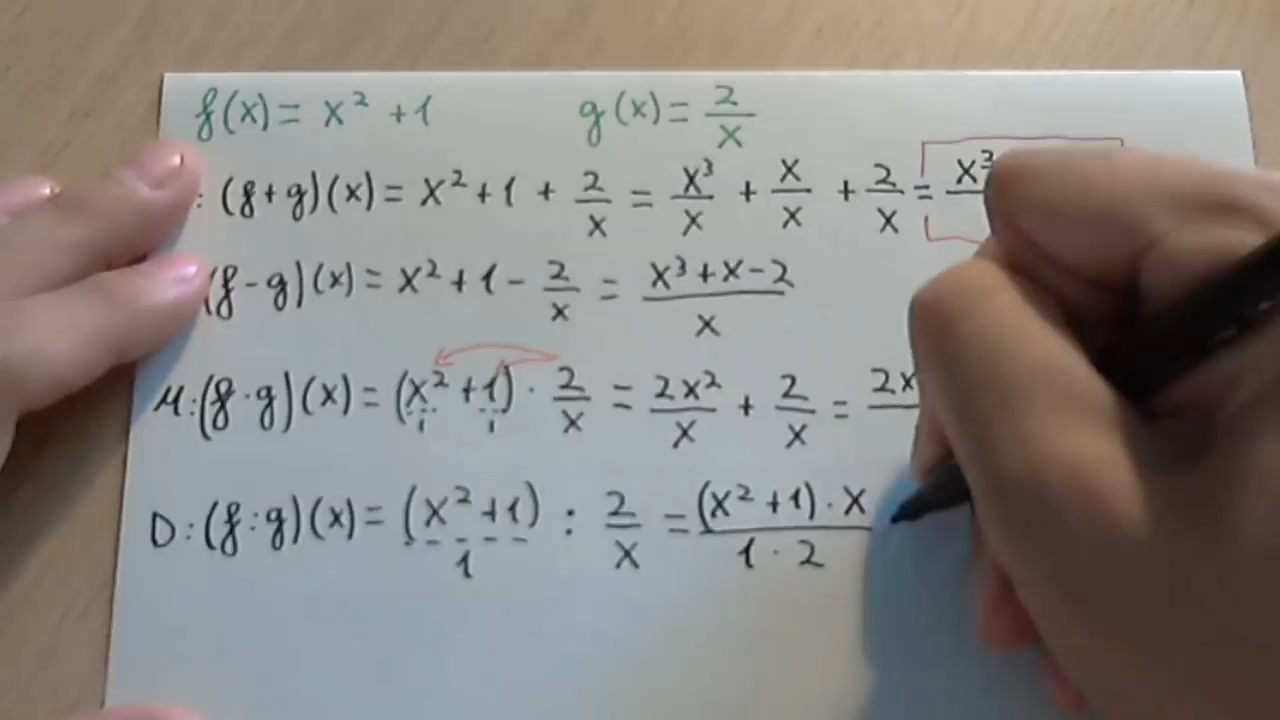 f(x) = x² + 1 g(x) = 2/x
: (f+g)(x) = x² + 1 + 2/x = x³/x + x/x + 2/x = x³
(f-g)(x) = x² + 1 - 2/x = x³+x-2/x
M: (f·g)(x) = (x² + 1) · 2/x = 2x²/x + 2/x = 2x
D: (f:g)(x) = (x²+1)/1 : 2/x = (x²+1)·x/1·2